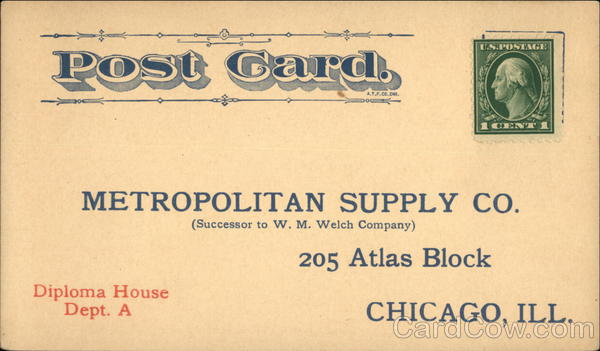 Post Card.
A.T.F.CO.CHI.
U.S. POSTAGE
1 CENT 1
METROPOLITAN SUPPLY CO.
(Successor to W. M. Welch Company)
205 Atlas Block
Diploma House
Dept. A
CHICAGO, ILL.
CardCow.com